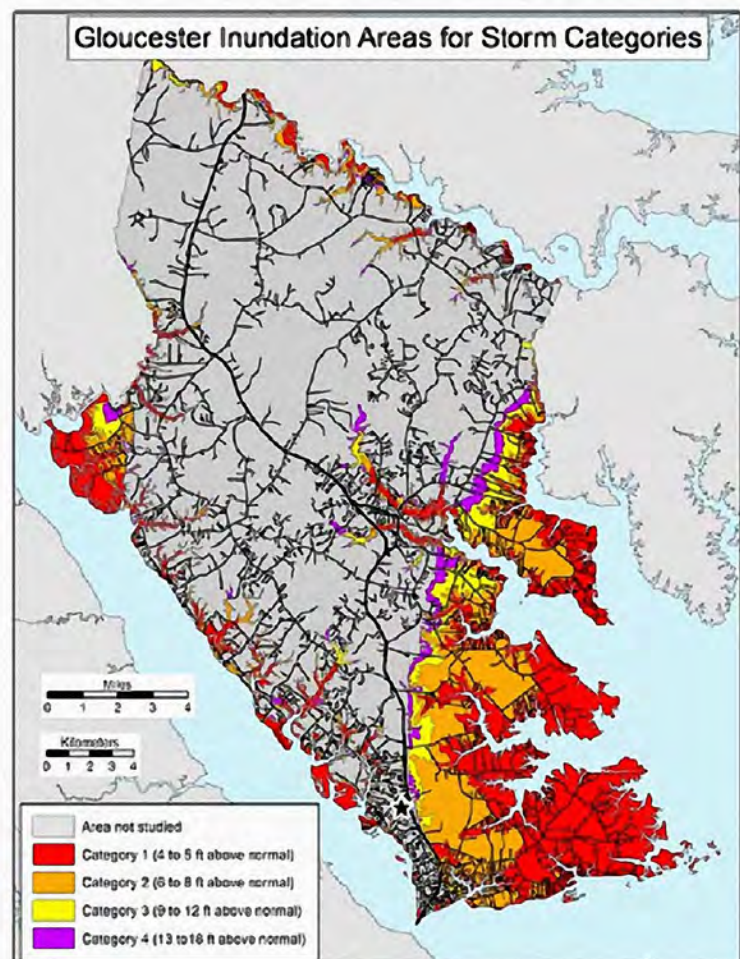 Gloucester Inundation Areas for Storm Categories
Miles
0 1 2 3 4
Kilometers
0 1 2 3 4
Area not studied
Category 1 (4 to 5 ft above normal)
Category 2 (6 to 8 ft above normal)
Category 3 (9 to 12 ft above normal)
Category 4 (13 to 18 ft above normal)